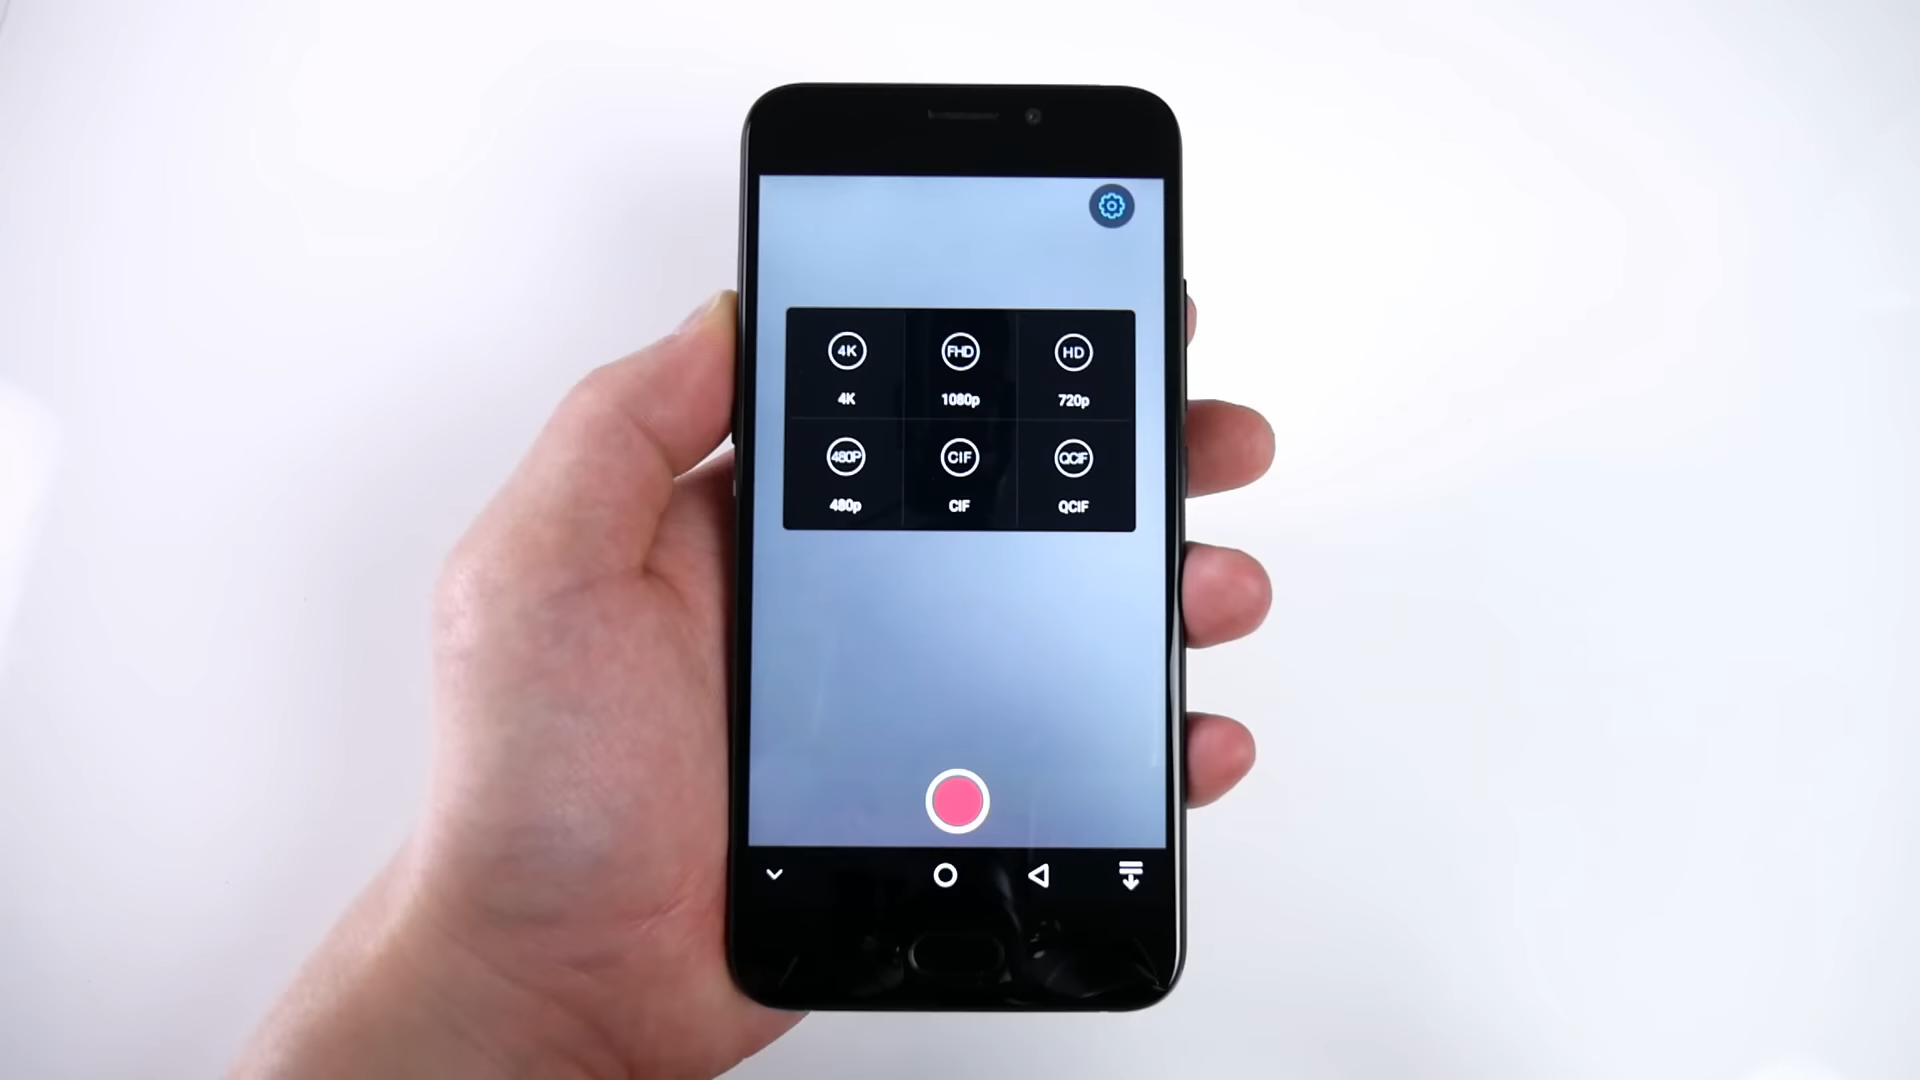 4K FHD HD
4K 1080p 720p
480P CIF QCIF
480p CIF QCIF